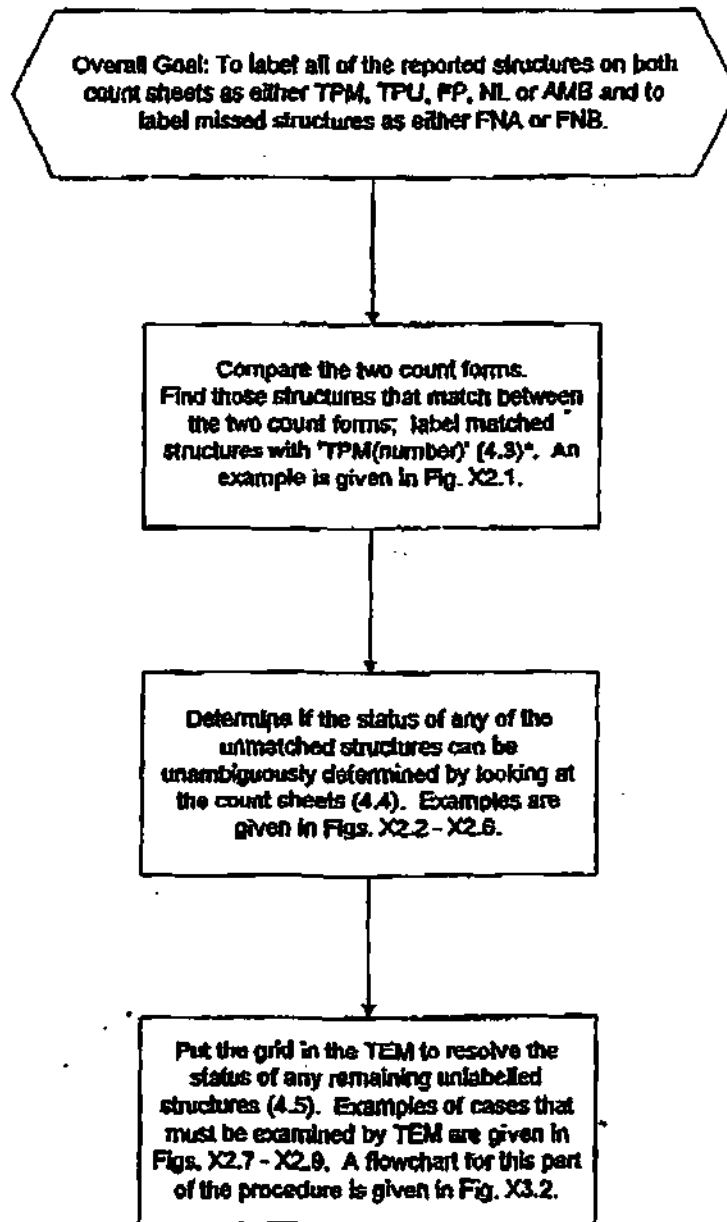 Overall Goal: To label all of the reported structures on both
count sheets as either TPM, TPU, FP, NL or AMB and to
label missed structures as either FNA or FNB.
Compare the two count forms.
Find those structures that match between
the two count forms; label matched
structures with "TPM(number)" (4.3)*. An
example is given in Fig. X2.1.
Determine if the status of any of the
unmatched structures can be
unambiguously determined by looking at
the count sheets (4.4). Examples are
given in Figs. X2.2 - X2.6.
Put the grid in the TEM to resolve the
status of any remaining unlabelled
structures (4.5). Examples of cases that
must be examined by TEM are given in
Figs. X2.7 - X2.9. A flowchart for this part
of the procedure is given in Fig. X3.2.